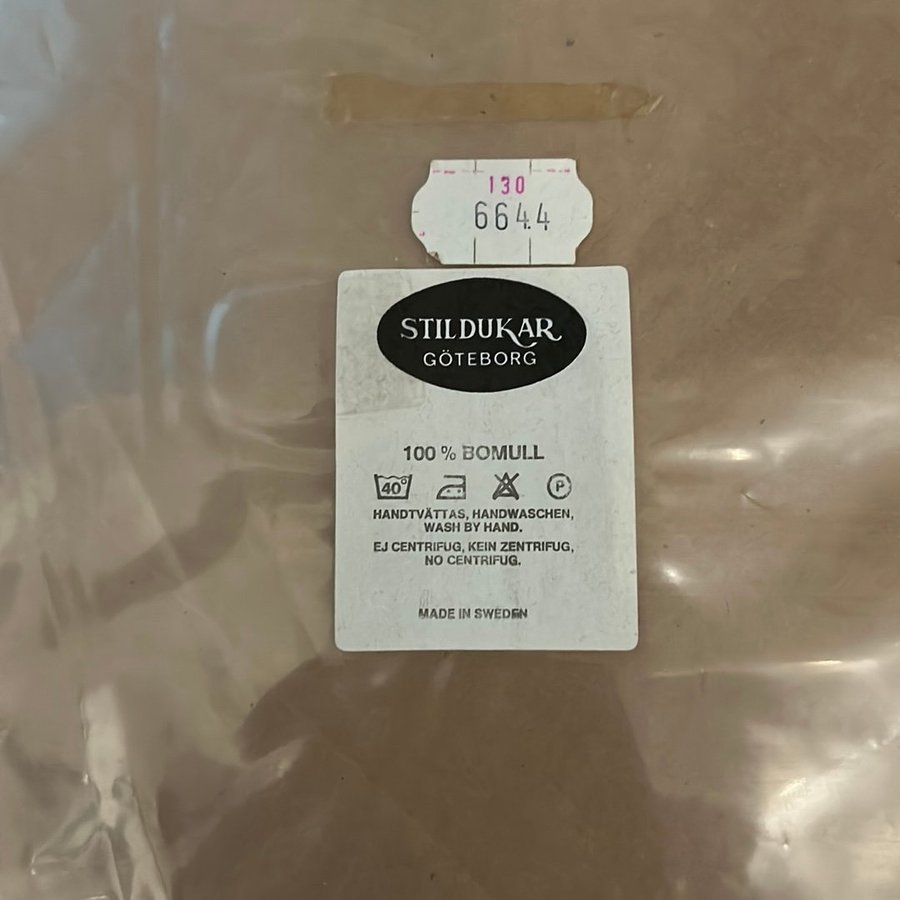 130
6644
STILDUKAR
GÖTEBORG
100 % BOMULL
40°
P
HANDTVÄTTAS, HANDWASCHEN,
WASH BY HAND.
EJ CENTRIFUG, KEIN ZENTRIFUG,
NO CENTRIFUG.
MADE IN SWEDEN